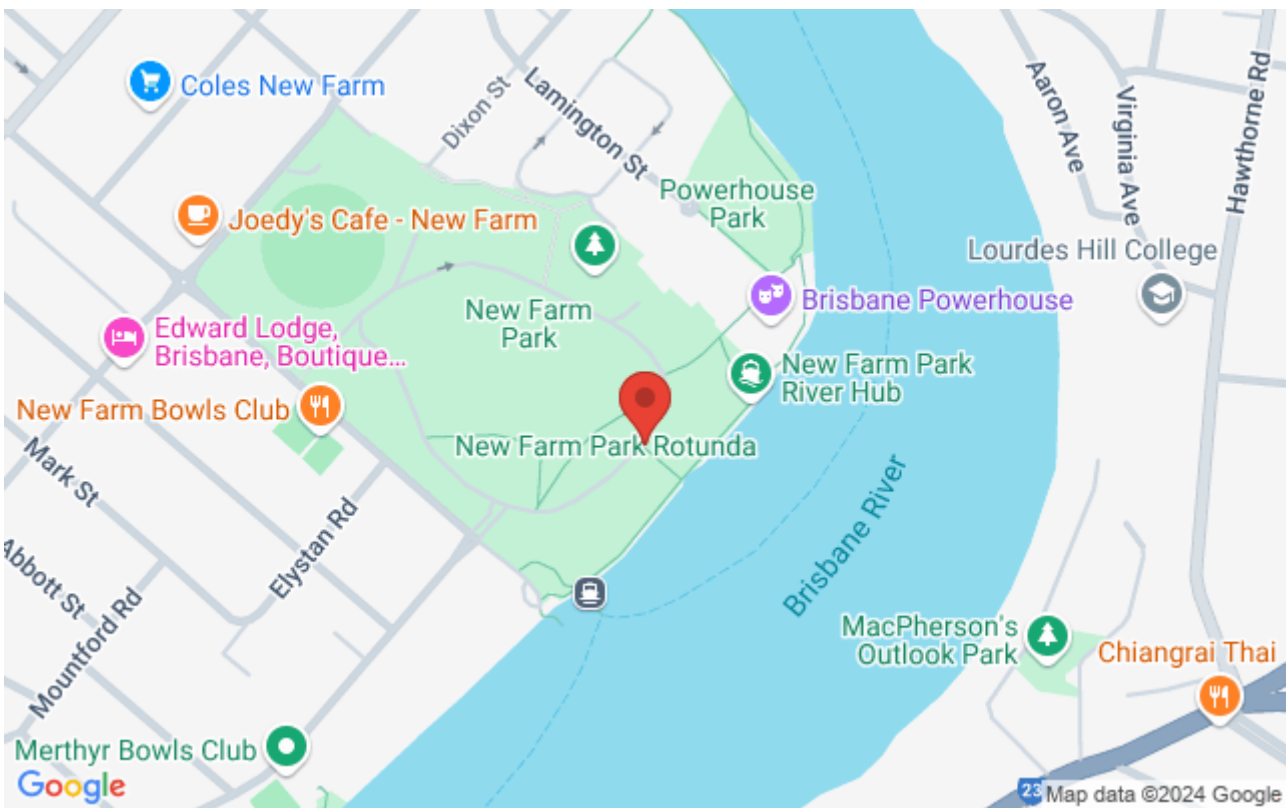 Coles New Farm
Dixon St
Lamington St
Aaron Ave
Virginia Ave
Hawthorne Rd
Joedy's Cafe - New Farm
Powerhouse
Park
Lourdes Hill College
New Farm
Park
Brisbane Powerhouse
Edward Lodge,
Brisbane, Boutique...
New Farm Park
River Hub
New Farm Bowls Club
New Farm Park Rotunda
Mark St
Elystan Rd
Abbott St
Mountford Rd
Brisbane River
MacPherson's
Outlook Park
Chiangrai Thai
Merthyr Bowls Club
Google
23
Map data ©2024 Google